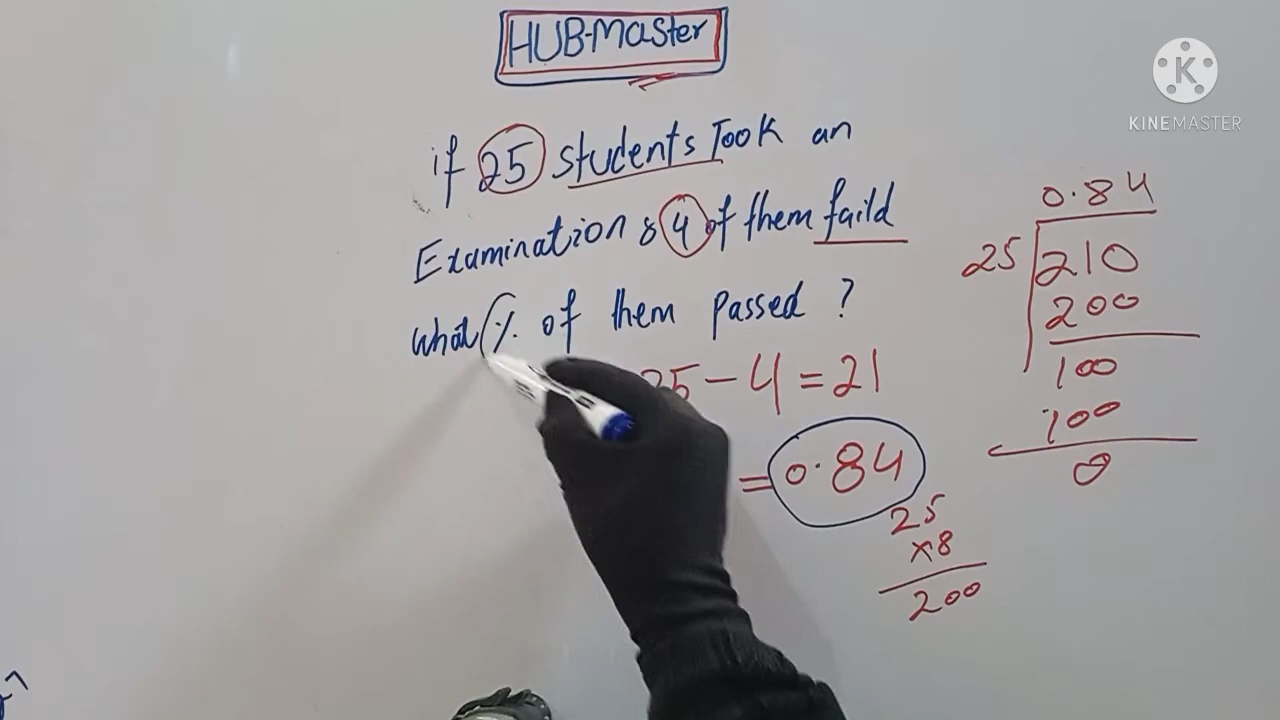 HUB-Master
KINEMASTER
if 25 students Took an
Examination & 4 of them faild
what % of them passed ?
25 - 4 = 21
= 0.84
25
×8
200
0.84
25 210
200
100
100
0